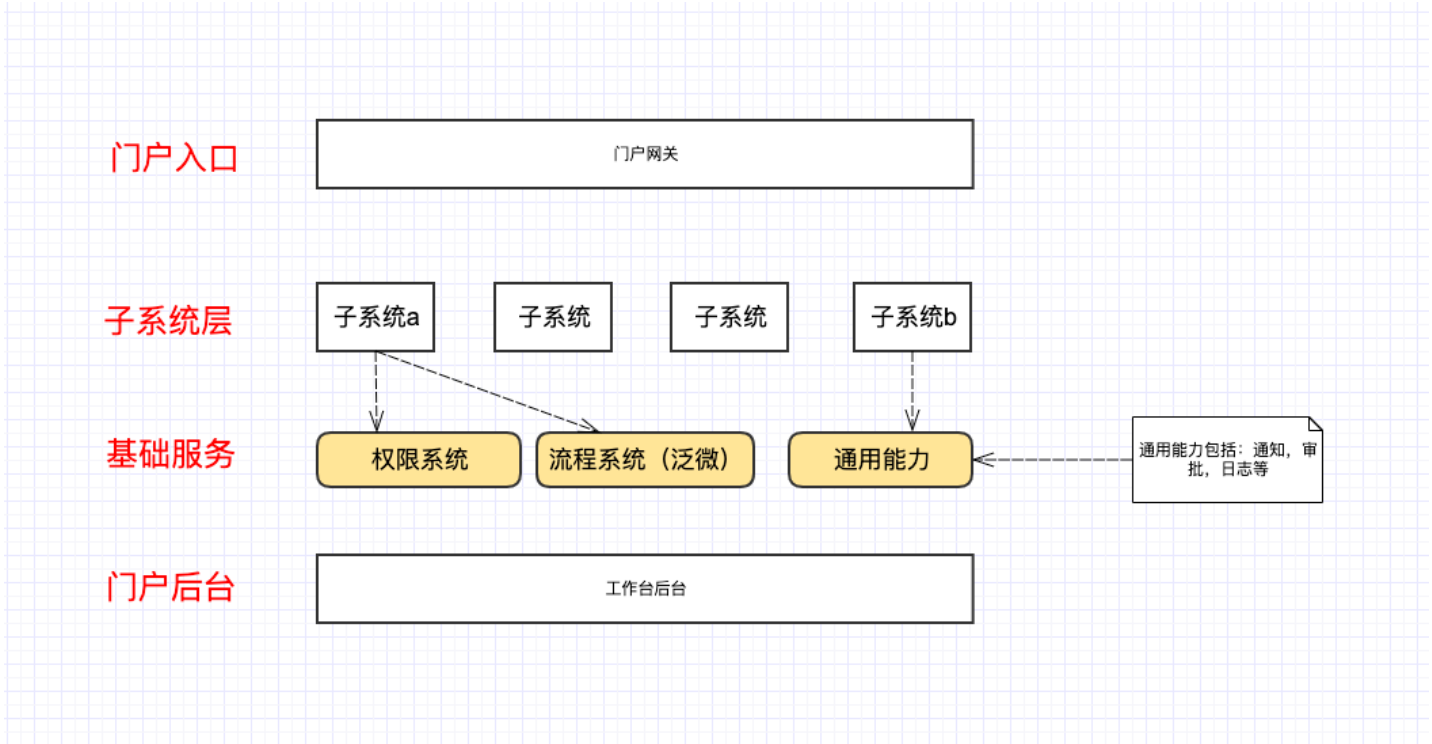 门户入口
门户网关
子系统层
子系统a
子系统
子系统
子系统b
基础服务
权限系统
流程系统（泛微）
通用能力
通用能力包括：通知，审
批，日志等
门户后台
工作台后台